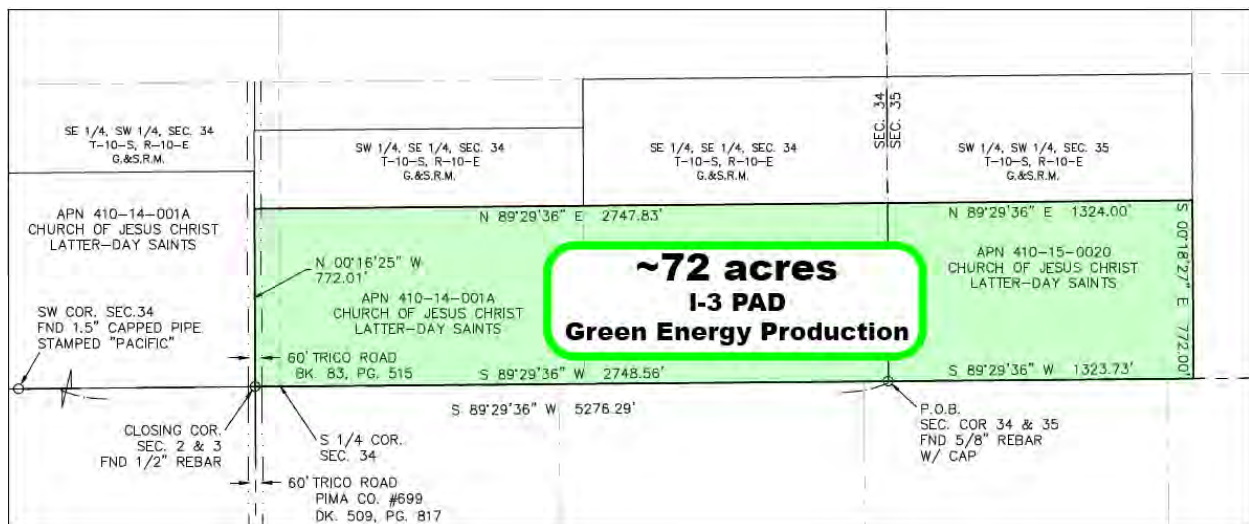 SE 1/4, SW 1/4, SEC. 34
T-10-S, R-10-E
G.&S.R.M.
SW 1/4, SE 1/4, SEC. 34
T-10-S, R-10-E
G.&S.R.M.
SE 1/4, SE 1/4, SEC. 34
T-10-S, R-10-E
G.&S.R.M.
SEC. 34
SEC. 35
SW 1/4, SW 1/4, SEC. 35
T-10-S, R-10-E
G.&S.R.M.
APN 410-14-001A
CHURCH OF JESUS CHRIST
LATTER-DAY SAINTS
N 89°29'36" E 2747.83'
N 89°29'36" E 1324.00'
S 00°18'27" E 772.00'
N 00°16'25" W
772.01'
APN 410-14-001A
CHURCH OF JESUS CHRIST
LATTER-DAY SAINTS
~72 acres
I-3 PAD
Green Energy Production
APN 410-15-0020
CHURCH OF JESUS CHRIST
LATTER-DAY SAINTS
SW COR. SEC.34
FND 1.5" CAPPED PIPE
STAMPED "PACIFIC"
60' TRICO ROAD
BK. 83, PG. 515
S 89°29'36" W 2748.56'
S 89°29'36" W 1323.73'
S 89°29'36" W 5276.29'
CLOSING COR.
SEC. 2 & 3
FND 1/2" REBAR
S 1/4 COR.
SEC. 34
P.O.B.
SEC. COR 34 & 35
FND 5/8" REBAR
W/ CAP
60' TRICO ROAD
PIMA CO. #699
DK. 509, PG. 817